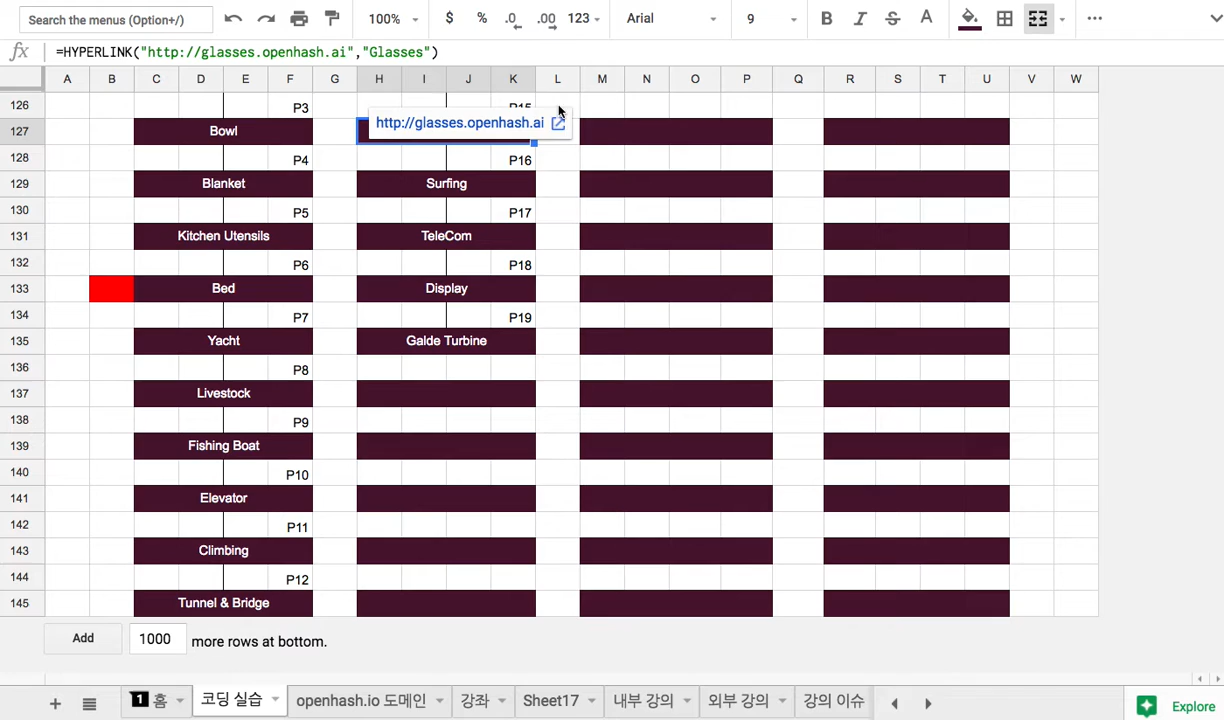 Search the menus (Option+/)
100%
$ % .0 .00 123
Arial
9
B I S A
fx =HYPERLINK("http://glasses.openhash.ai","Glasses")
A B C D E F G H I J K L M N O P Q R S T U V W
126 P3 P15
127 Bowl http://glasses.openhash.ai
128 P4 P16
129 Blanket Surfing
130 P5 P17
131 Kitchen Utensils TeleCom
132 P6 P18
133 Bed Display
134 P7 P19
135 Yacht Galde Turbine
136 P8
137 Livestock
138 P9
139 Fishing Boat
140 P10
141 Elevator
142 P11
143 Climbing
144 P12
145 Tunnel & Bridge
Add 1000 more rows at bottom.
1 홈 코딩 실습 openhash.io 도메인 강좌 Sheet17 내부 강의 외부 강의 강의 이슈 Explore